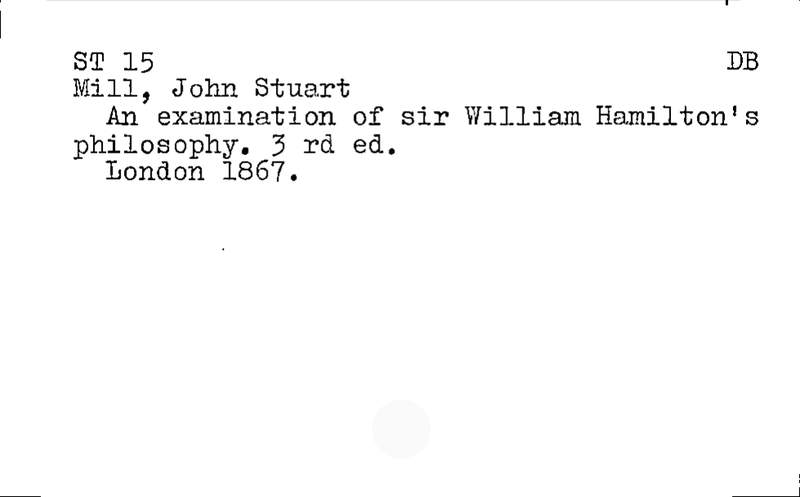 ST 15 DB
Mill, John Stuart
An examination of sir William Hamilton's
philosophy. 3 rd ed.
London 1867.